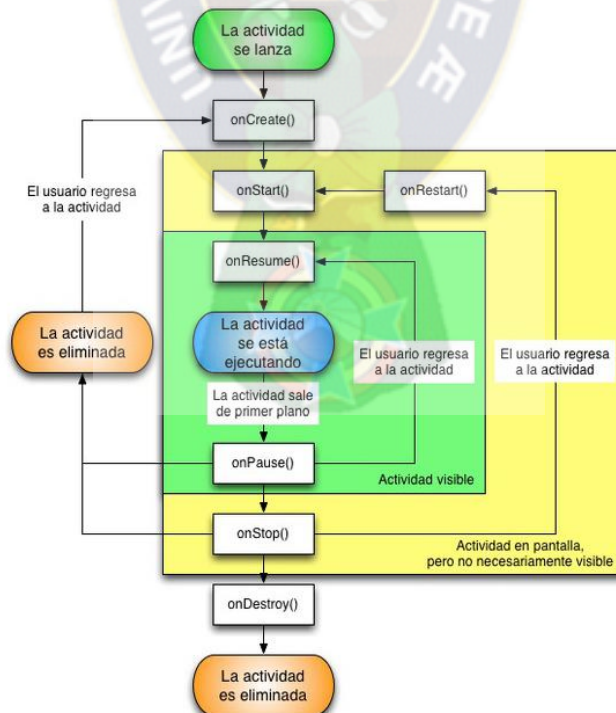 La actividad
se lanza
onCreate()
El usuario regresa
a la actividad
onStart()
onRestart()
onResume()
La actividad
es eliminada
La actividad
se está
ejecutando
El usuario regresa
a la actividad
El usuario regresa
a la actividad
La actividad sale
de primer plano
onPause()
Actividad visible
onStop()
Actividad en pantalla,
pero no necesariamente visible
onDestroy()
La actividad
es eliminada